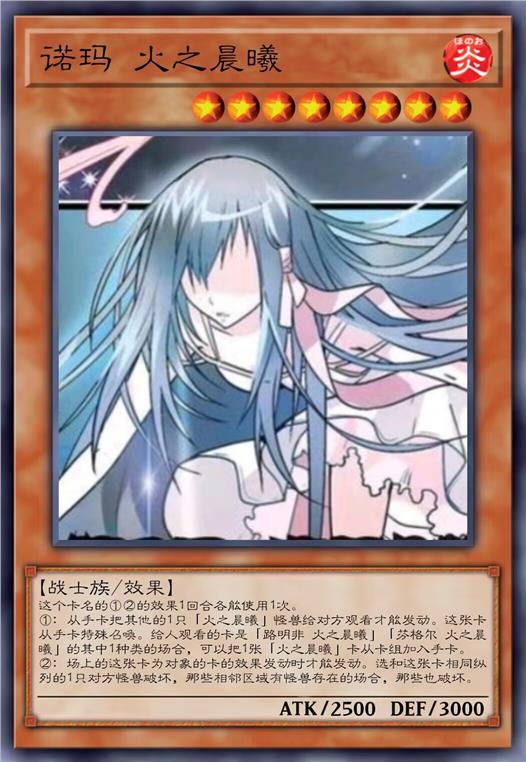 诺玛 火之晨曦
ほのお
炎
【战士族/效果】
这个卡名的①②的效果1回合各能使用1次。
①：从手卡把其他的1只「火之晨曦」怪兽给对方观看才能发动。这张卡
从手卡特殊召唤。给人观看的卡是「路明非 火之晨曦」「芬格尔 火之晨
曦」的其中1种类的场合，可以把1张「火之晨曦」卡从卡组加入手卡。
②：场上的这张卡为对象的卡的效果发动时才能发动。选和这张卡相同纵
列的1只对方怪兽破坏，那些相邻区域有怪兽存在的场合，那些也破坏。
ATK/2500 DEF/3000